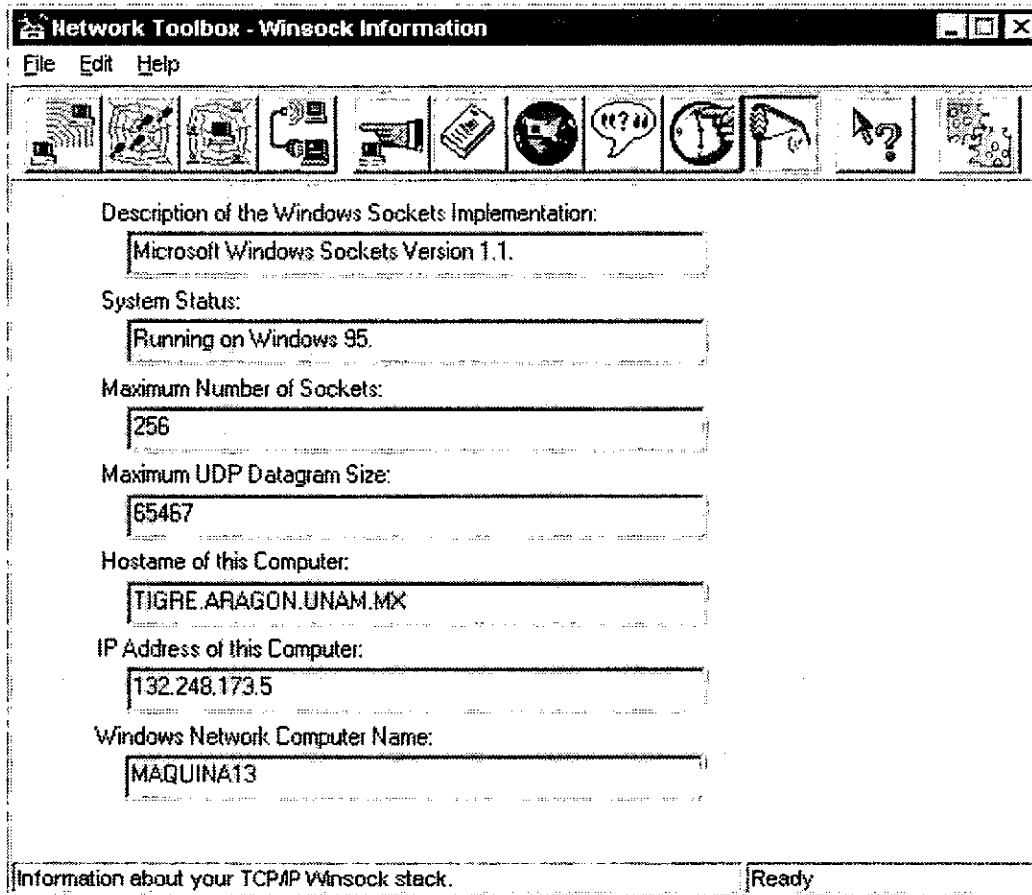 Network Toolbox - Winsock Information
File Edit Help
Description of the Windows Sockets Implementation:
Microsoft Windows Sockets Version 1.1.
System Status:
Running on Windows 95.
Maximum Number of Sockets:
256
Maximum UDP Datagram Size:
65467
Hostame of this Computer:
TIGRE.ARAGON.UNAM.MX
IP Address of this Computer:
132.248.173.5
Windows Network Computer Name:
MAQUINA13
Information about your TCP/IP Winsock stack. Ready